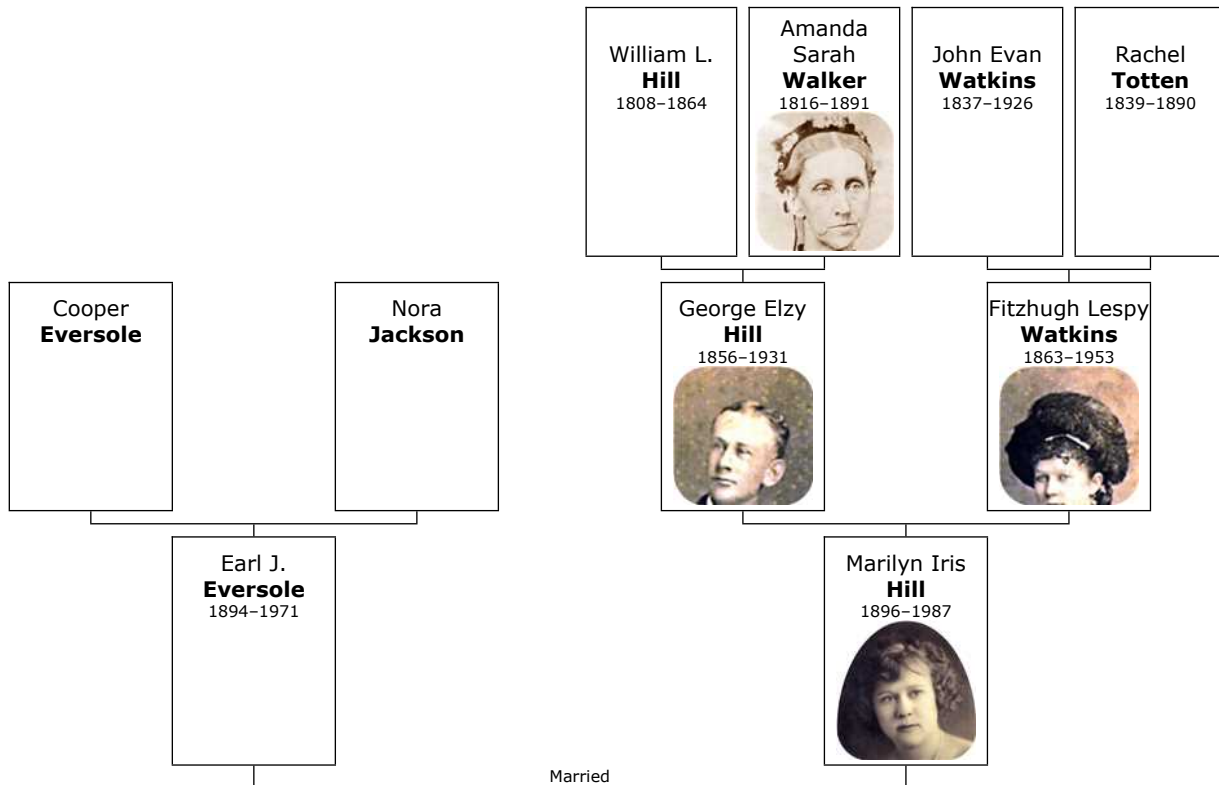 William L.
Hill
1808–1864
Amanda
Sarah
Walker
1816–1891
John Evan
Watkins
1837–1926
Rachel
Totten
1839–1890
Cooper
Eversole
Nora
Jackson
George Elzy
Hill
1856–1931
Fitzhugh Lespy
Watkins
1863–1953
Earl J.
Eversole
1894–1971
Marilyn Iris
Hill
1896–1987
Married